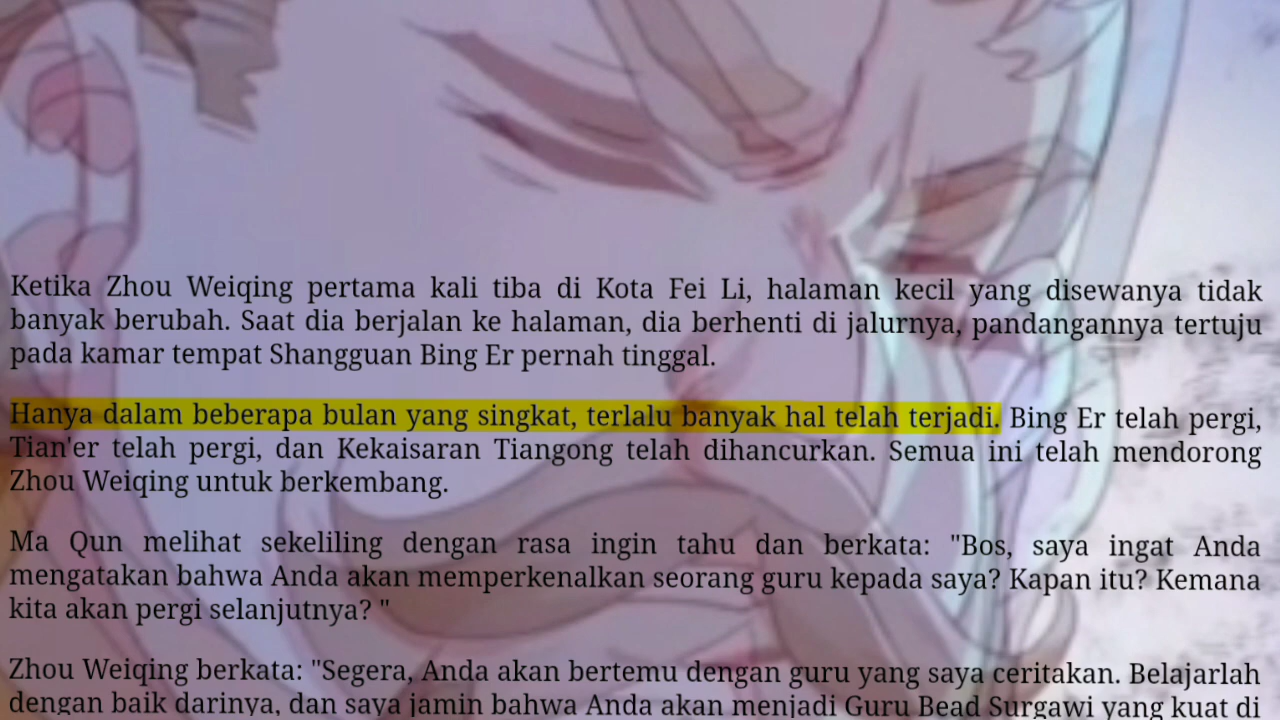 Ketika Zhou Weiqing pertama kali tiba di Kota Fei Li, halaman kecil yang disewanya tidak
banyak berubah. Saat dia berjalan ke halaman, dia berhenti di jalurnya, pandangannya tertuju
pada kamar tempat Shangguan Bing Er pernah tinggal.
Hanya dalam beberapa bulan yang singkat, terlalu banyak hal telah terjadi. Bing Er telah pergi,
Tian'er telah pergi, dan Kekaisaran Tiangong telah dihancurkan. Semua ini telah mendorong
Zhou Weiqing untuk berkembang.
Ma Qun melihat sekeliling dengan rasa ingin tahu dan berkata: "Bos, saya ingat Anda
mengatakan bahwa Anda akan memperkenalkan seorang guru kepada saya? Kapan itu? Kemana
kita akan pergi selanjutnya? "
Zhou Weiqing berkata: "Segera, Anda akan bertemu dengan guru yang saya ceritakan. Belajarlah
dengan baik darinya, dan saya jamin bahwa Anda akan menjadi Guru Bead Surgawi yang kuat di